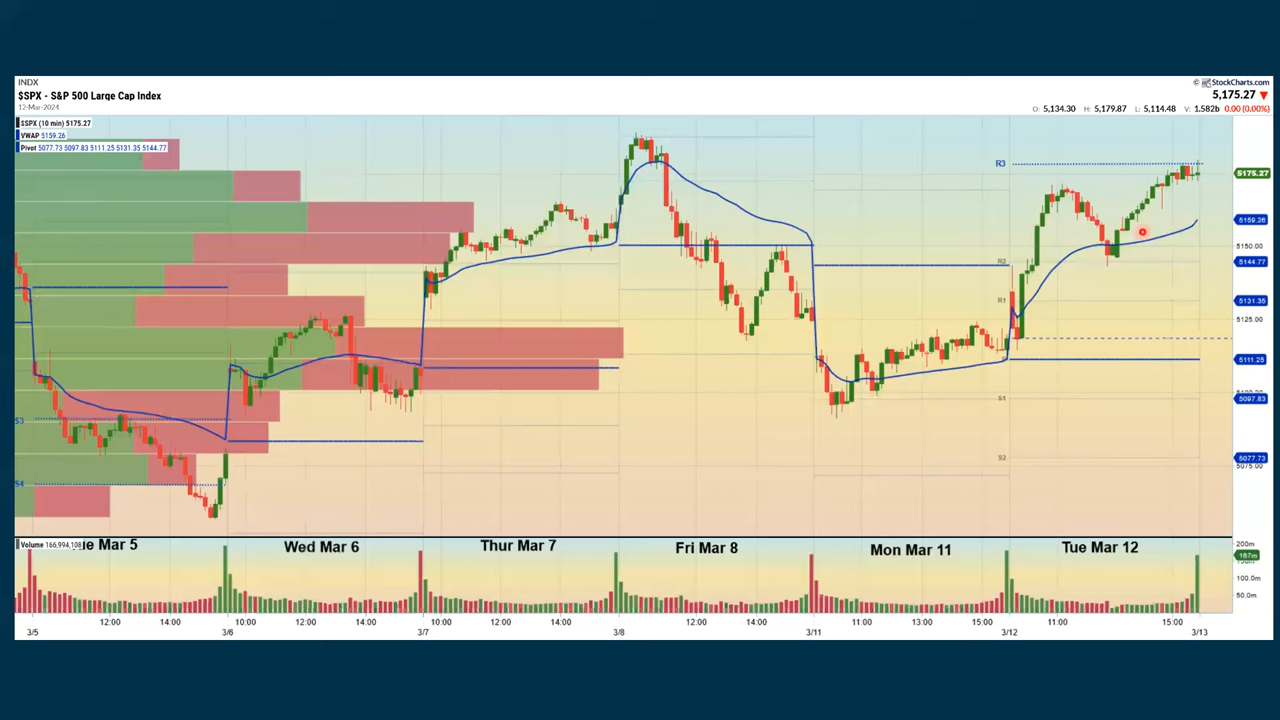 INDX
© StockCharts.com
$SPX - S&P 500 Large Cap Index
5,175.27
12-Mar-2024
O: 5,134.30 H: 5,179.87 L: 5,114.48 V: 1.582b 0.00 (0.00%)
$SPX (10 min) 5175.27
VWAP 5159.26
Pivot 5077.73 5097.83 5111.25 5131.35 5144.77
R3
5175.27
5159.26
5150.00
R2
5144.77
R1
5131.35
5125.00
P
5111.25
S1
5097.83
S3
S2
5077.73
5075.00
S4
Volume 166,994,108
ue Mar 5
Wed Mar 6
Thur Mar 7
Fri Mar 8
Mon Mar 11
Tue Mar 12
200m
167m
100.0m
50.0m
12:00 14:00 10:00 12:00 14:00 10:00 12:00 14:00 12:00 14:00 11:00 13:00 15:00 11:00 15:00
3/5 3/6 3/7 3/8 3/11 3/12 3/13